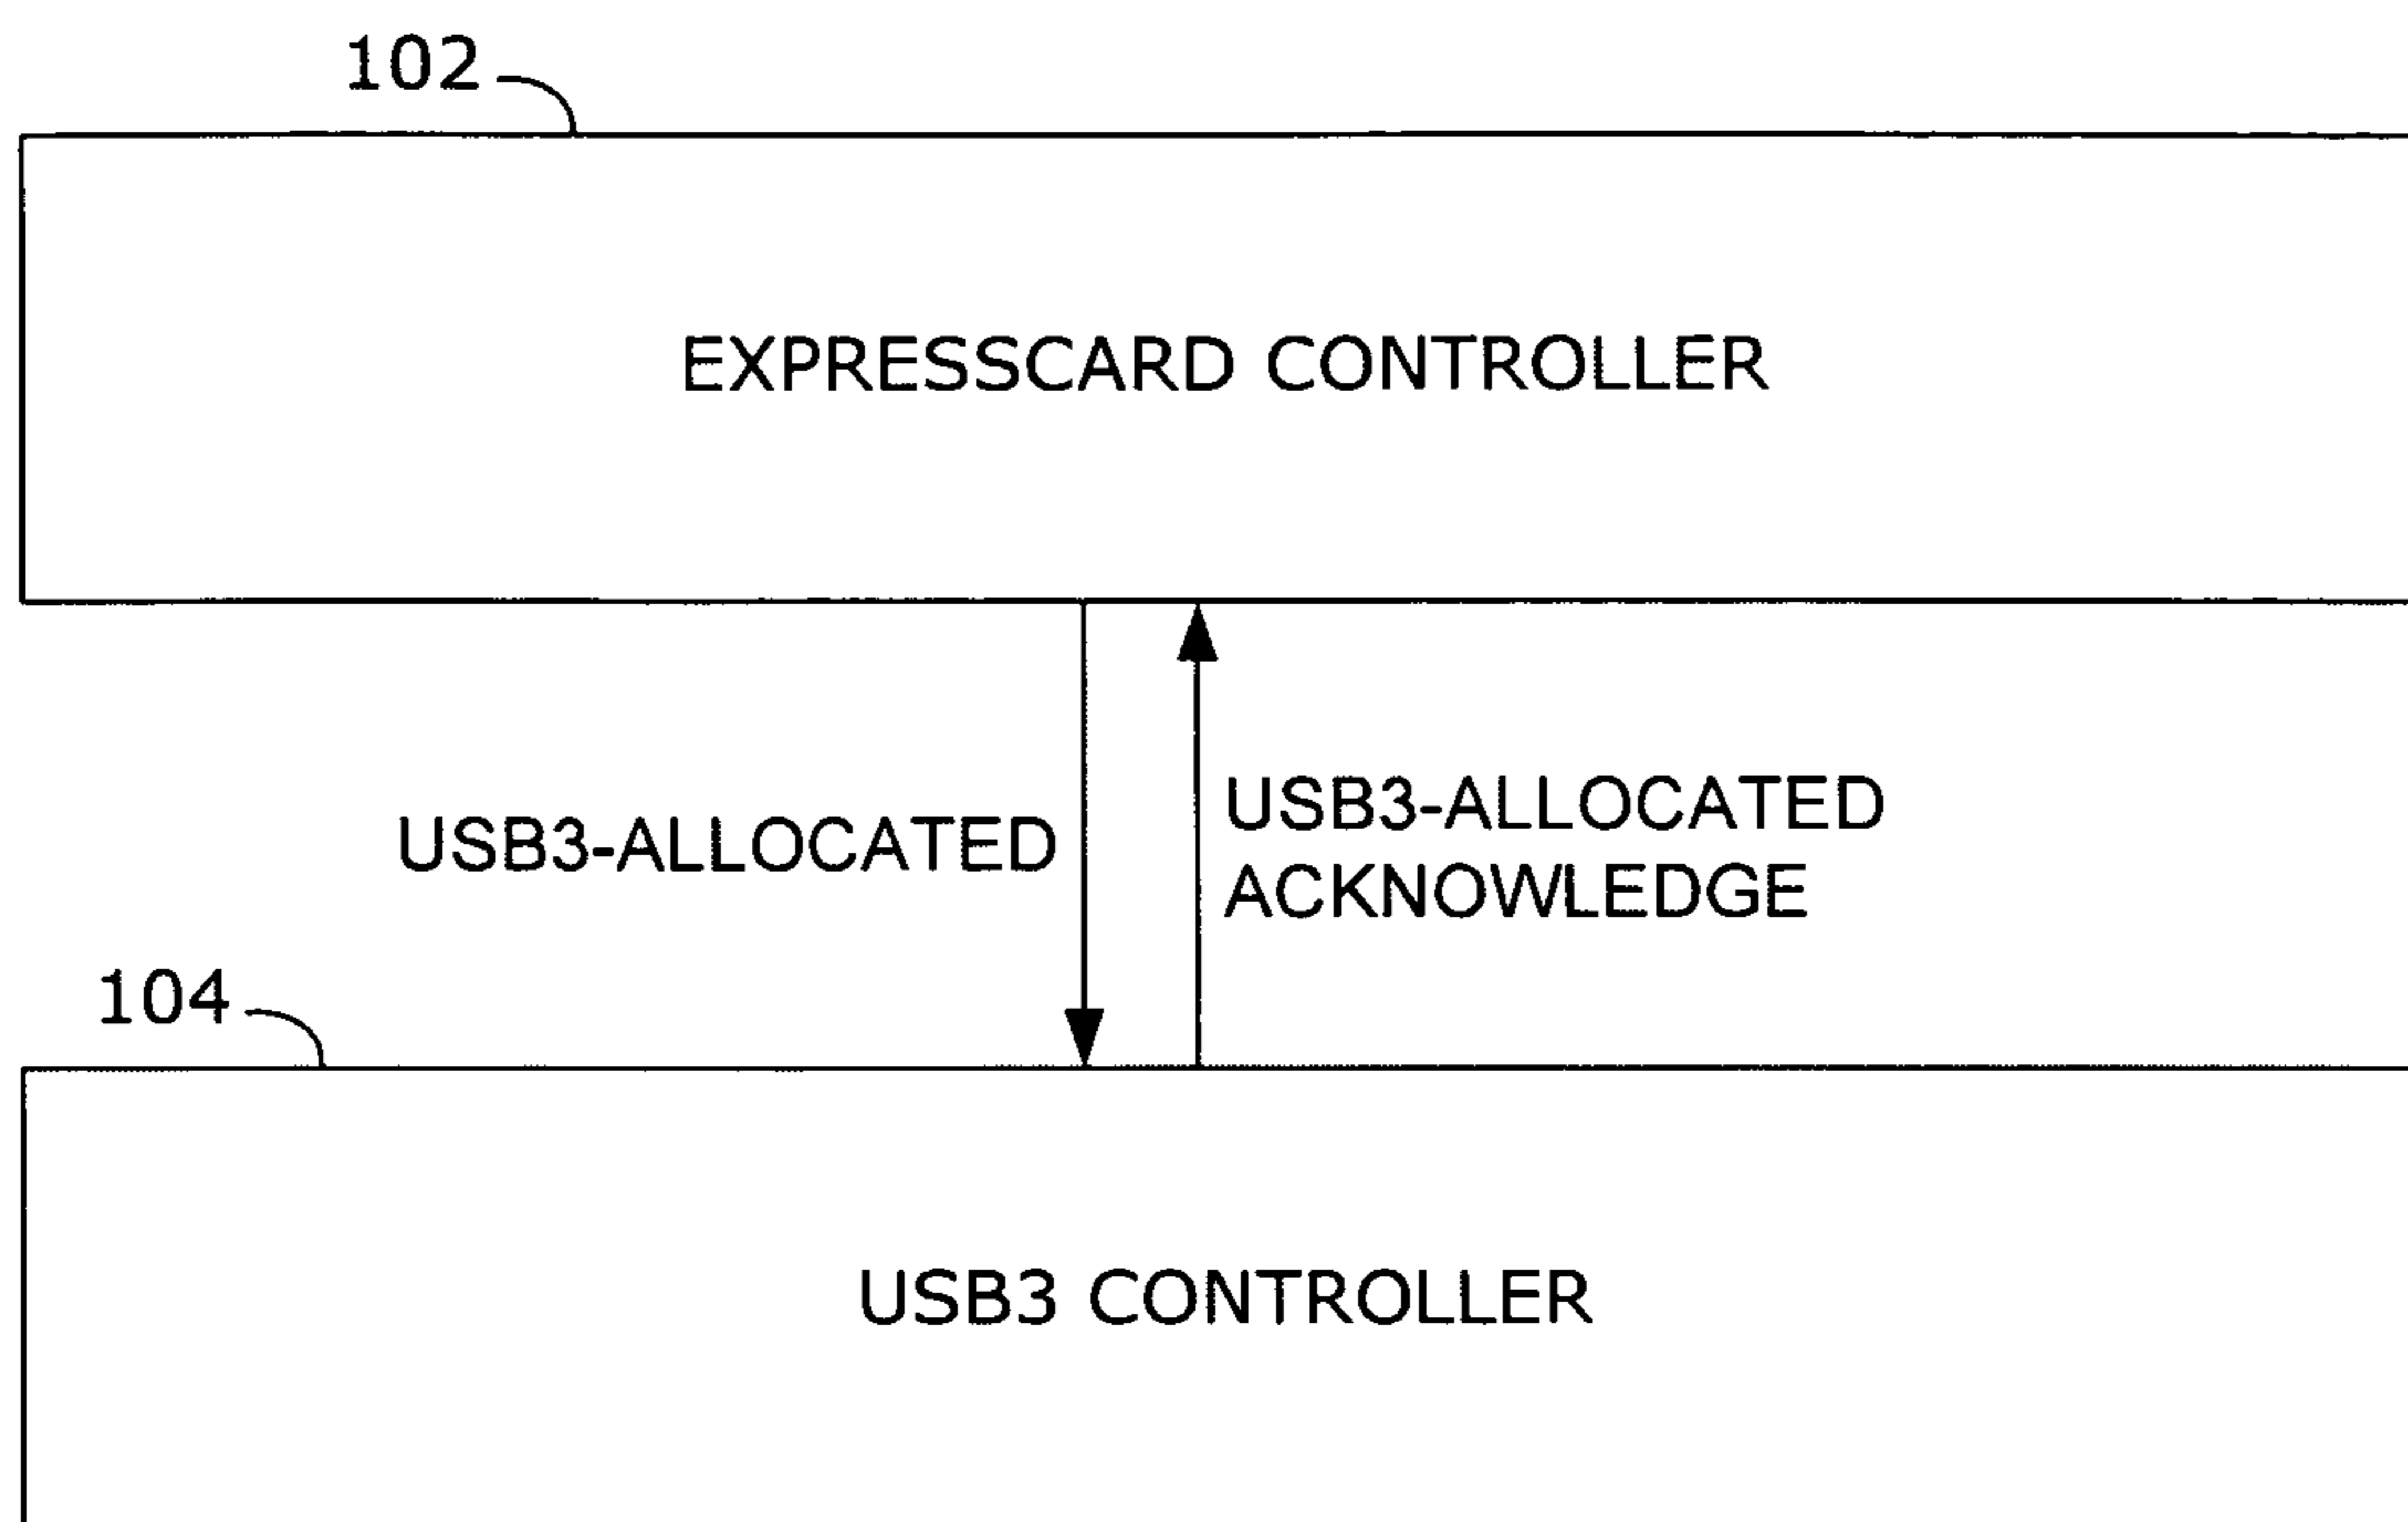 102
EXPRESSCARD CONTROLLER
USB3-ALLOCATED
USB3-ALLOCATED
ACKNOWLEDGE
104
USB3 CONTROLLER